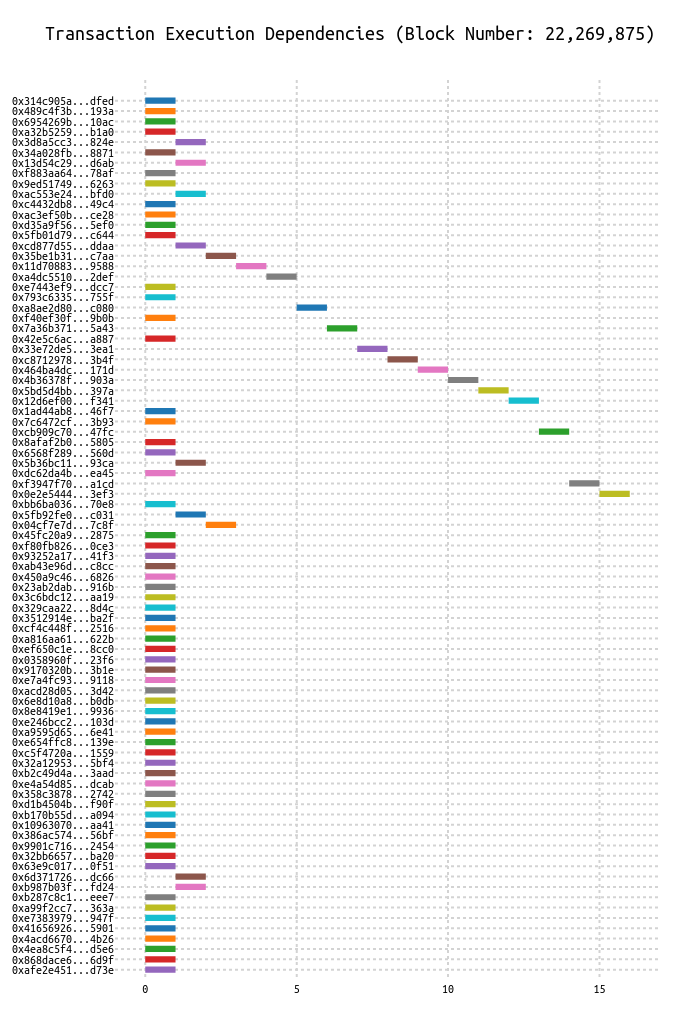 Transaction Execution Dependencies (Block Number: 22,269,875)
0x314c905a...dfed
0x489c4f3b...193a
0x6954269b...10ac
0xa32b5259...b1a0
0x3d8a5cc3...824e
0x34a028fb...8871
0x13d54c29...d6ab
0xf883aa64...78af
0x9ed51749...6263
0xac553e24...bfd0
0xc4432db8...49c4
0xac3ef50b...ce28
0xd35a9f56...5ef0
0x5fb01d79...c644
0xcd877d55...ddaa
0x35be1b31...c7aa
0x11d70883...9588
0xa4dc5510...2def
0xe7443ef9...dcc7
0x793c6335...755f
0xa8ae2d80...c080
0xf40ef30f...9b0b
0x7a36b371...5a43
0x42e5c6ac...a887
0x33e72de5...3ea1
0xc8712978...3b4f
0x464ba4dc...171d
0x4b36378f...903a
0x5bd5d4bb...397a
0x12d6ef00...f341
0x1ad44ab8...46f7
0x7c6472cf...3b93
0xcb909c70...47fc
0x8afaf2b0...5805
0x6568f289...560d
0x5b36bc11...93ca
0xdc62da4b...ea45
0xf3947f70...a1cd
0x0e2e5444...3ef3
0xbb6ba036...70e8
0x5fb92fe0...c031
0x04cf7e7d...7c8f
0x45fc20a9...2875
0xf80fb826...0ce3
0x93252a17...41f3
0xab43e96d...c8cc
0x450a9c46...6826
0x23ab2dab...916b
0x3c6bdc12...aa19
0x329caa22...8d4c
0x3512914e...ba2f
0xcf4c448f...2516
0xa816aa61...622b
0xef650c1e...8cc0
0x0358960f...23f6
0x9170320b...3b1e
0xe7a4fc93...9118
0xacd28d05...3d42
0x6e8d10a8...b0db
0x8e8419e1...9936
0xe246bcc2...103d
0xa9595d65...6e41
0xe654ffc8...139e
0xc5f4720a...1559
0x32a12953...5bf4
0xb2c49d4a...3aad
0xe4a54d85...dcab
0x358c3878...2742
0xd1b4504b...f90f
0xb170b55d...a094
0x10963070...aa41
0x386ac574...56bf
0x9901c716...2454
0x32bb6657...ba20
0x63e9c017...0f51
0x6d371726...dc66
0xb987b03f...fd24
0xb287c8c1...eee7
0xa99f2cc7...363a
0xe7383979...947f
0x41656926...5901
0x4acd6670...4b26
0x4ea8c5f4...d5e6
0x868dace6...6d9f
0xafe2e451...d73e
0 5 10 15